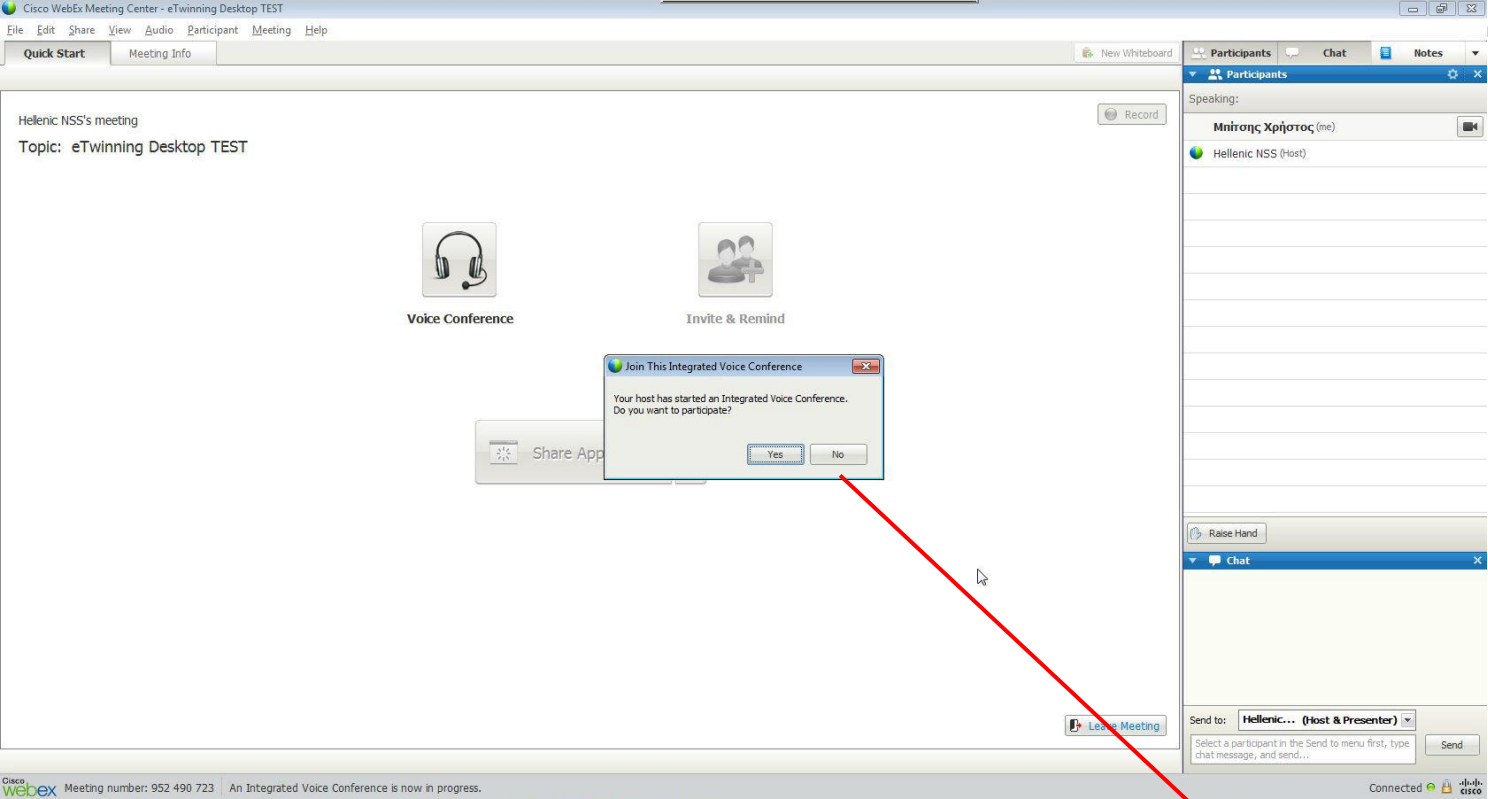 Cisco WebEx Meeting Center - eTwinning Desktop TEST
File Edit Share View Audio Participant Meeting Help
Quick Start Meeting Info New Whiteboard
Participants Chat Notes
Participants
Speaking:
Μπίτσης Χρήστος (me)
Hellenic NSS (Host)
Hellenic NSS's meeting
Record
Topic: eTwinning Desktop TEST
Voice Conference Invite & Remind
Join This Integrated Voice Conference
Your host has started an Integrated Voice Conference.
Do you want to participate?
Yes No
Share App
Raise Hand
Chat
Leave Meeting
Send to: Hellenic... (Host & Presenter)
Select a participant in the Send to menu first, type
chat message, and send...
Send
Cisco
webex Meeting number: 952 490 723 An Integrated Voice Conference is now in progress.
Connected
CISCO